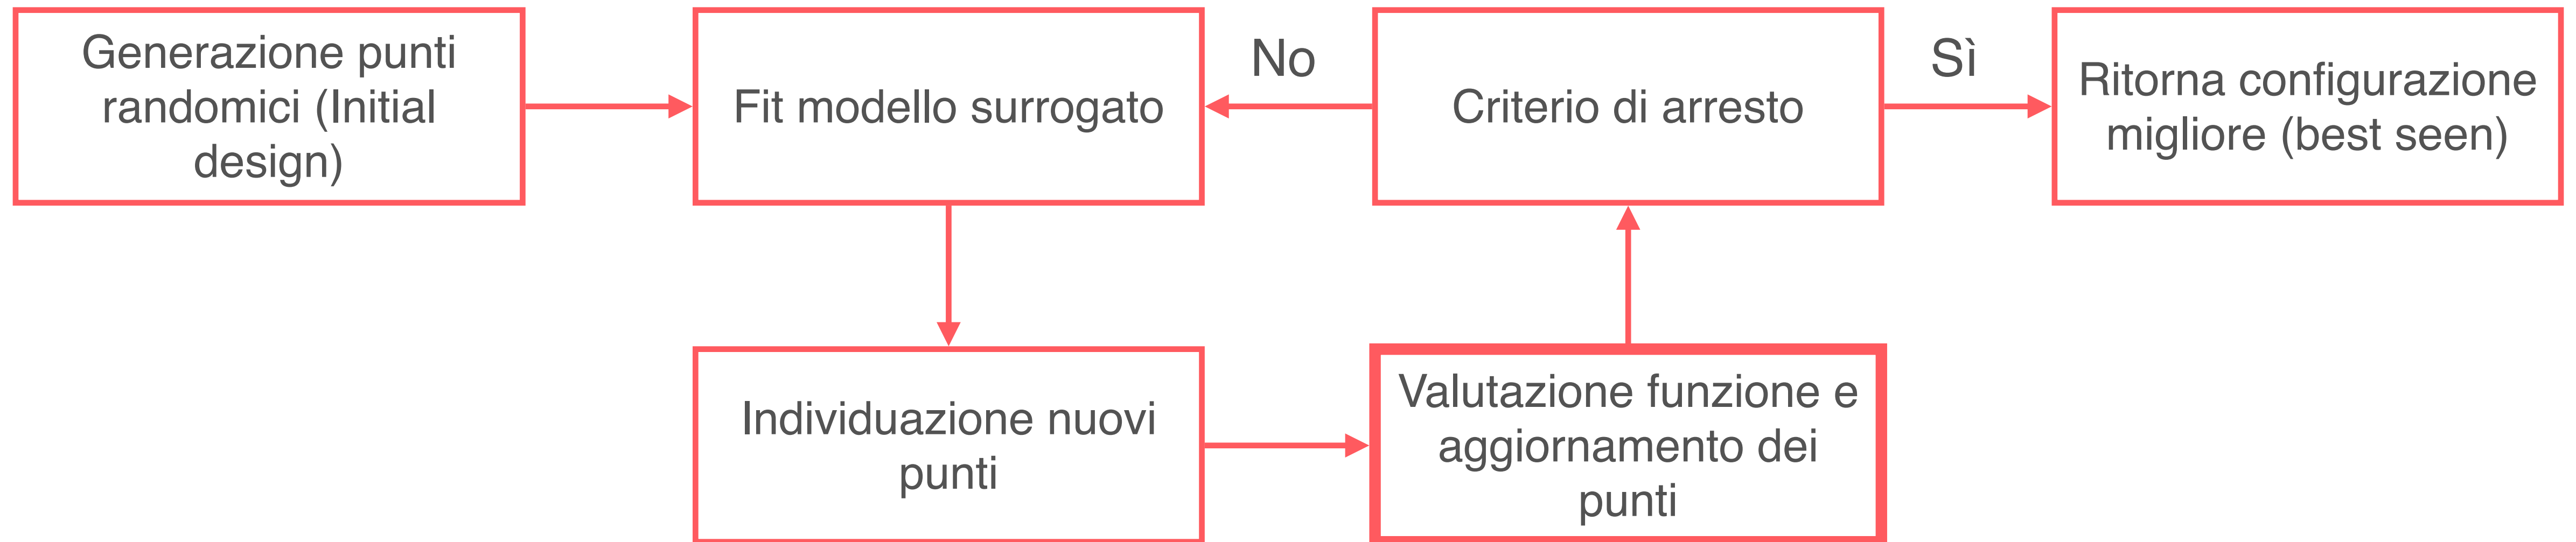 Generazione punti
randomici (Initial
design)
Fit modello surrogato
No
Criterio di arresto
Sì
Ritorna configurazione
migliore (best seen)
Individuazione nuovi
punti
Valutazione funzione e
aggiornamento dei
punti